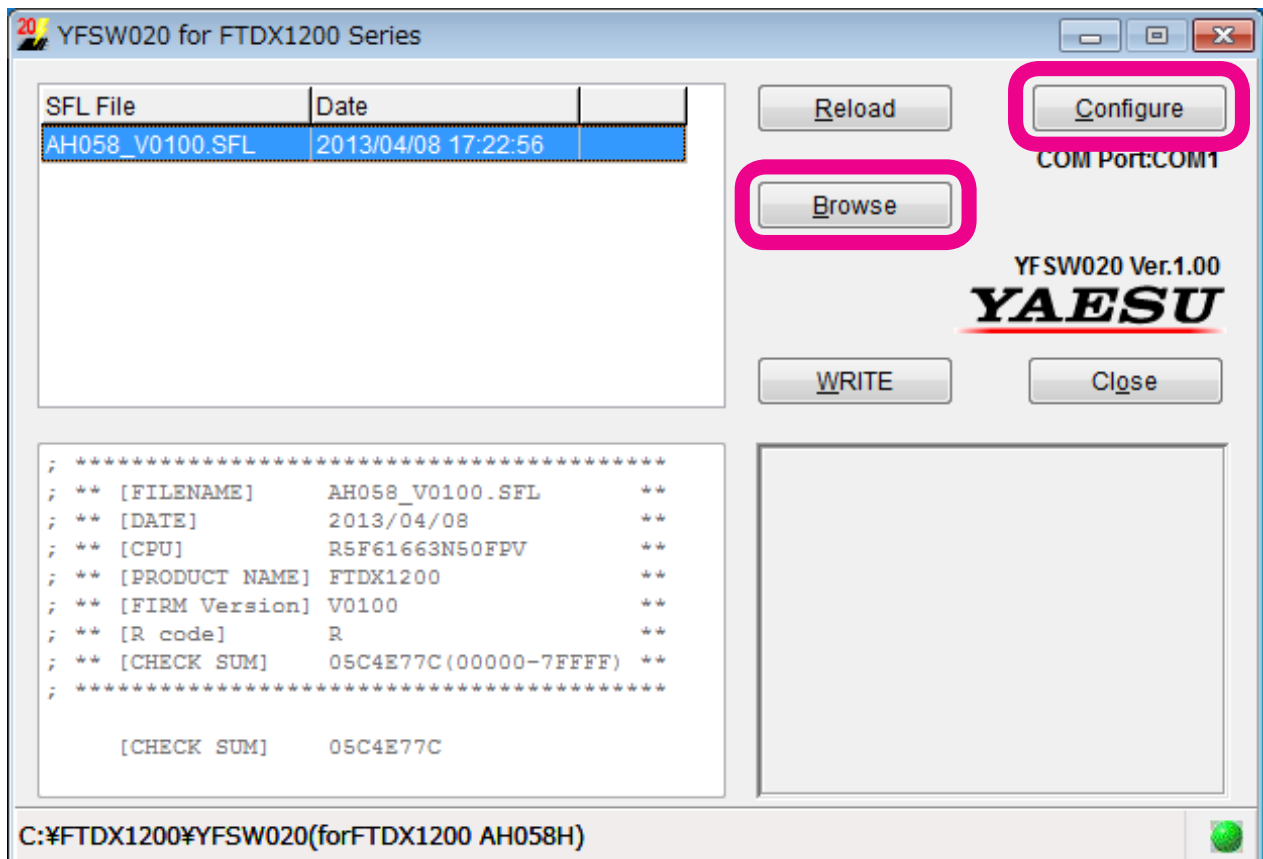 20 YFSW020 for FTDX1200 Series
SFL File Date
AH058_V0100.SFL 2013/04/08 17:22:56
Reload
Configure
COM Port:COM1
Browse
YFSW020 Ver.1.00
YAESU
WRITE
Close
; ******************************************
; ** [FILENAME] AH058_V0100.SFL **
; ** [DATE] 2013/04/08 **
; ** [CPU] R5F61663N50FPV **
; ** [PRODUCT NAME] FTDX1200 **
; ** [FIRM Version] V0100 **
; ** [R code] R **
; ** [CHECK SUM] 05C4E77C(00000-7FFFF) **
; ******************************************
[CHECK SUM] 05C4E77C
C:¥FTDX1200¥YFSW020(forFTDX1200 AH058H)